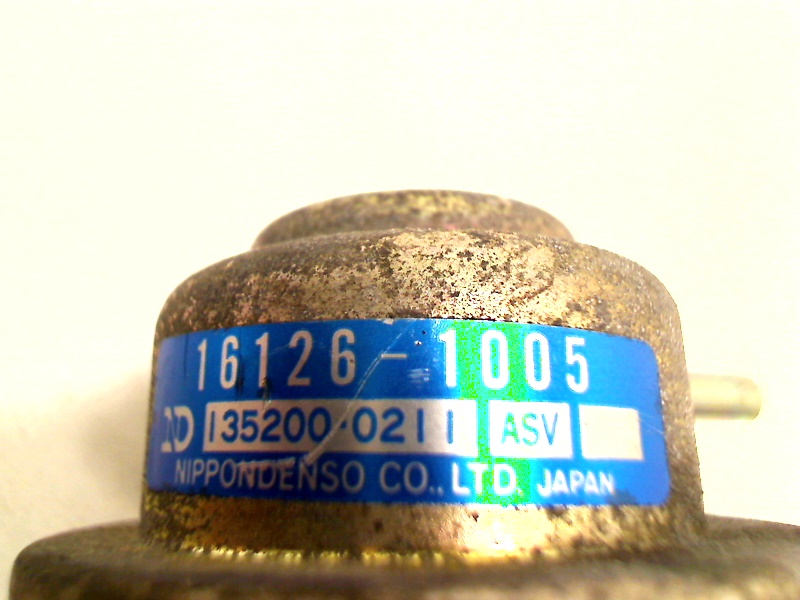 16126-1005
ND 135200-0211 ASV
NIPPONDENSO CO., LTD. JAPAN